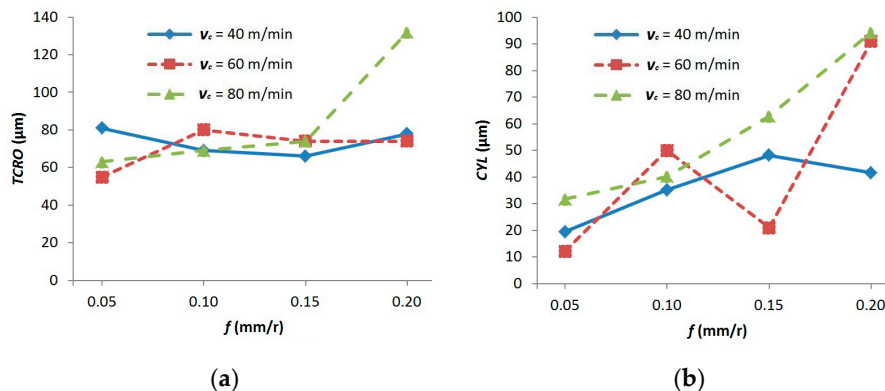 140
120
100
80
60
40
20
0
TCRO (µm)
vc = 40 m/min
vc = 60 m/min
vc = 80 m/min
0.05 0.10 0.15 0.20
f (mm/r)
(a)
100
90
80
70
60
50
40
30
20
10
0
CYL (µm)
vc = 40 m/min
vc = 60 m/min
vc = 80 m/min
0.05 0.10 0.15 0.20
f (mm/r)
(b)